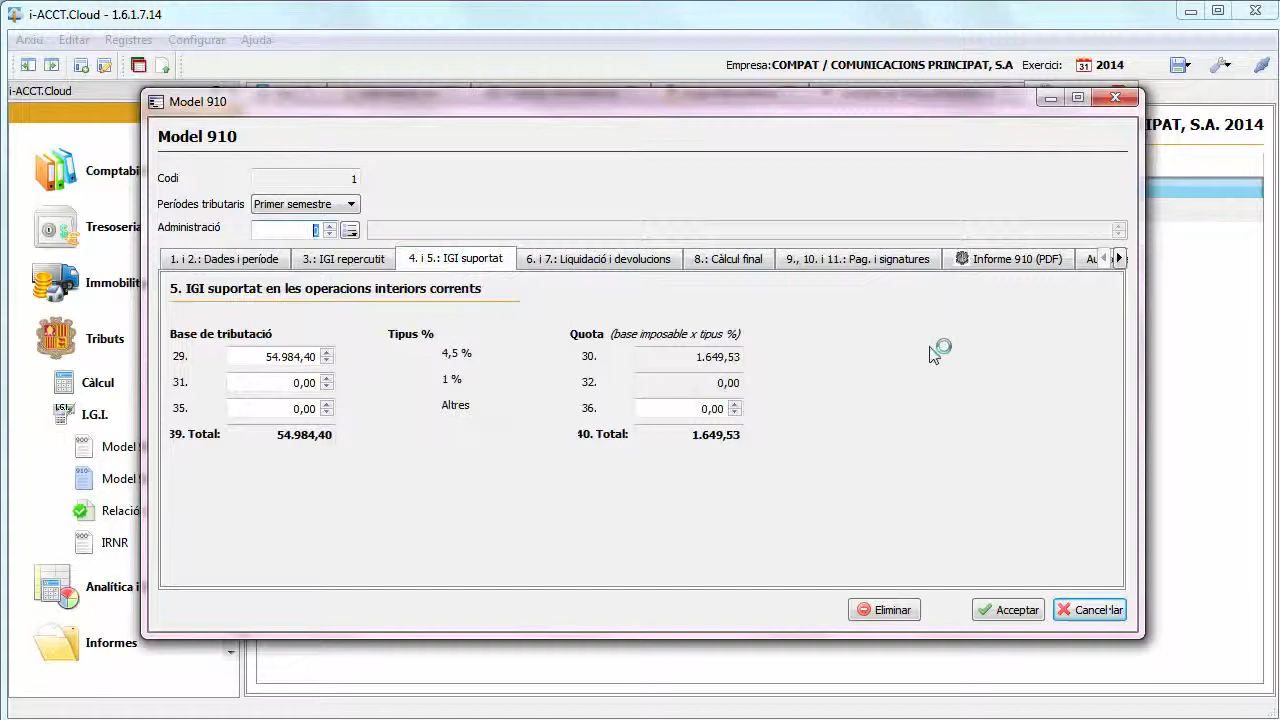 i-ACCT.Cloud - 1.6.1.7.14
Arxiu Editar Registres Configurar Ajuda
Empresa:COMPAT / COMUNICACIONS PRINCIPAT, S.A Exercici: 31 2014
i-ACCT.Cloud
IPAT, S.A. 2014
Comptabi
Tresoreria
Immobilit
Tributs
Càlcul
I.G.I.
Model 9
Model 9
Relació
IRNR
Analítica i
Informes
Model 910
Model 910
Codi 1
Períodes tributaris Primer semestre
Administració
1. i 2.: Dades i període 3.: IGI repercutit 4. i 5.: IGI suportat 6. i 7.: Liquidació i devolucions 8.: Càlcul final 9., 10. i 11.: Pag. i signatures Informe 910 (PDF)
5. IGI suportat en les operacions interiors corrents
Base de tributació Tipus % Quota (base imposable x tipus %)
29. 54.984,40 4,5 % 30. 1.649,53
31. 0,00 1 % 32. 0,00
35. 0,00 Altres 36. 0,00
39. Total: 54.984,40 40. Total: 1.649,53
Eliminar Acceptar Cancel·lar